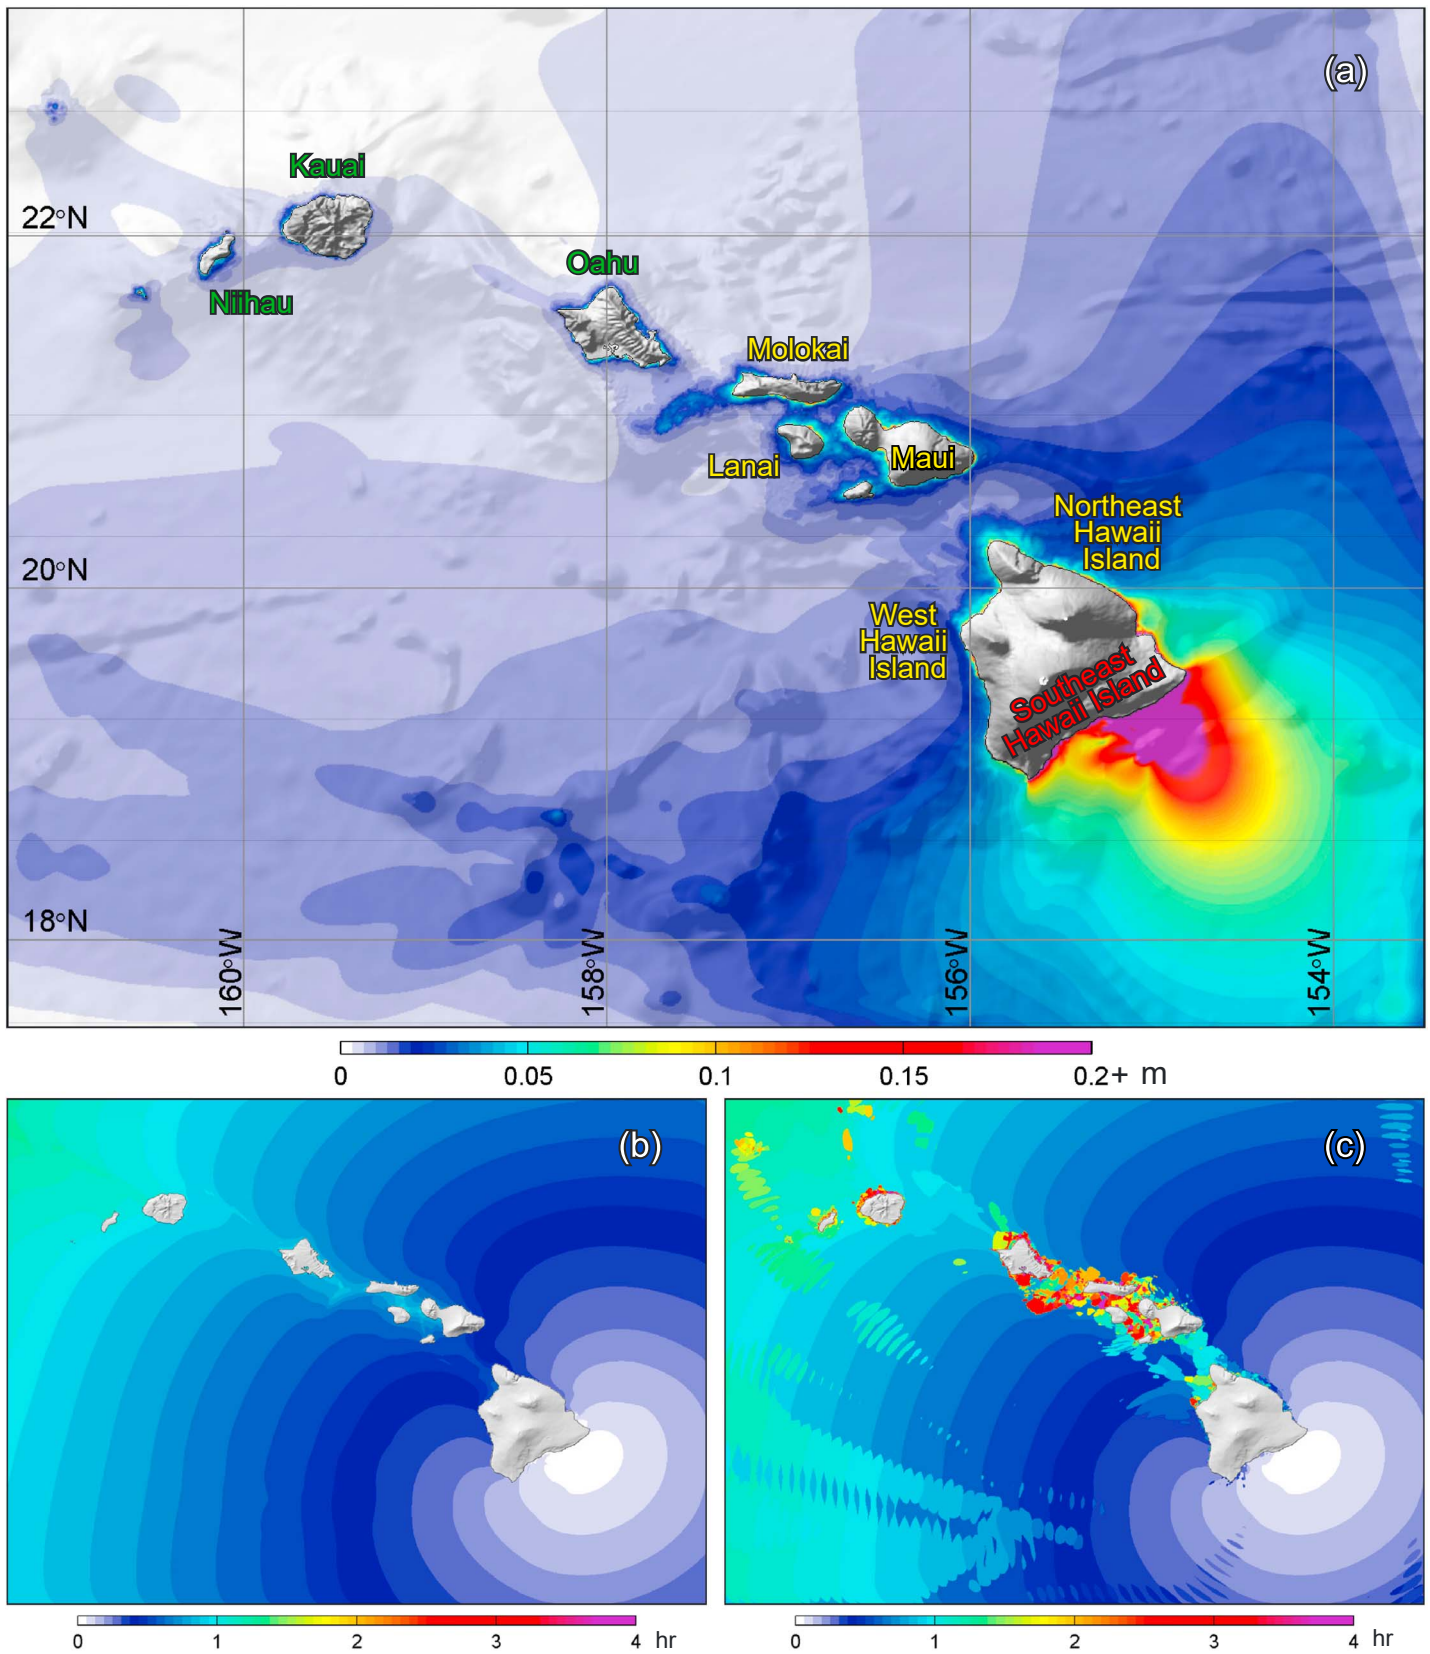 (a)
Kauai
22°N
Oahu
Niihau
Molokai
Lanai
Maui
Northeast
Hawaii
Island
20°N
West
Hawaii
Island
Southeast
Hawaii Island
18°N
160°W
158°W
156°W
154°W
0
0.05
0.1
0.15
0.2+ m
(b)
(c)
0
1
2
3
4 hr
0
1
2
3
4 hr